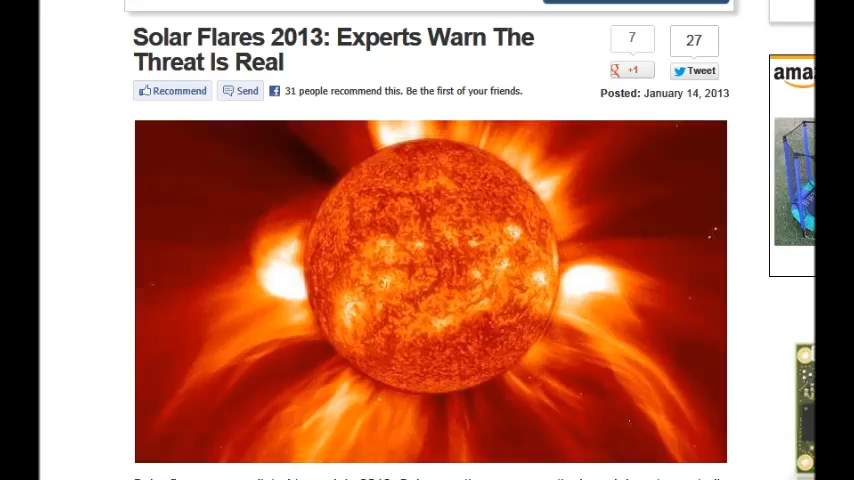 Solar Flares 2013: Experts Warn The
Threat Is Real
7
27
+1
Tweet
Recommend
Send
31 people recommend this. Be the first of your friends.
Posted: January 14, 2013
ama